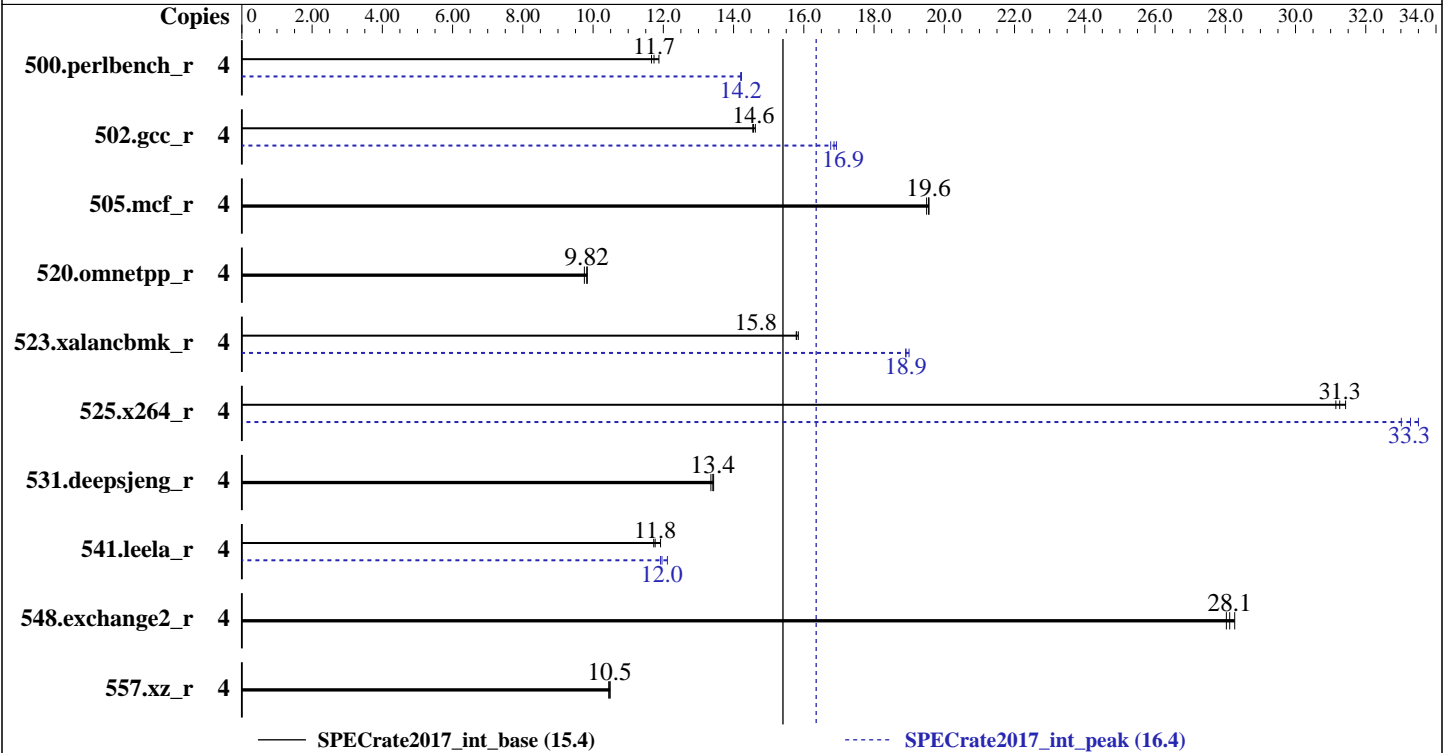 Copies 0 2.00 4.00 6.00 8.00 10.0 12.0 14.0 16.0 18.0 20.0 22.0 24.0 26.0 28.0 30.0 32.0 34.0
11.7
500.perlbench_r 4
14.2
14.6
502.gcc_r 4
16.9
19.6
505.mcf_r 4
9.82
520.omnetpp_r 4
15.8
523.xalancbmk_r 4
18.9
31.3
525.x264_r 4
33.3
13.4
531.deepsjeng_r 4
11.8
541.leela_r 4
12.0
28.1
548.exchange2_r 4
10.5
557.xz_r 4
SPECrate2017_int_base (15.4) SPECrate2017_int_peak (16.4)